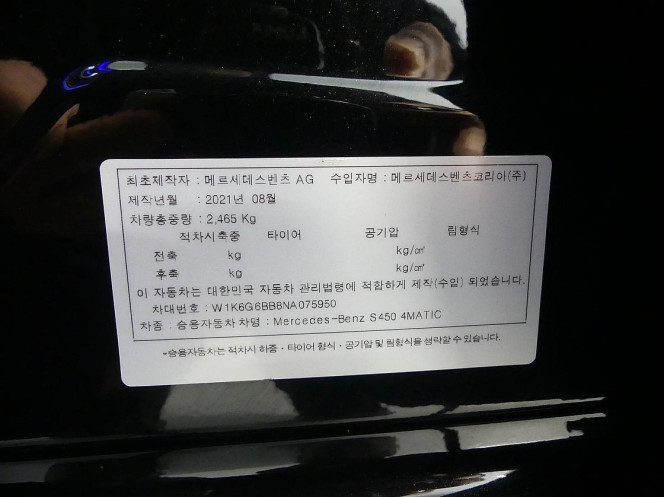 최초제작자 : 메르세데스벤츠 AG 수입자명 : 메르세데스벤츠코리아(주)
제작년월 : 2021년 08월
차량총중량 : 2,465 Kg
적차시축중 타이어 공기압 림형식
전축 kg kg/㎠
후축 kg kg/㎠
이 자동차는 대한민국 자동차 관리법령에 적합하게 제작(수입) 되었습니다.
차대번호 : W1K6G6BB8NA075950
차종 : 승용자동차 차명 : Mercedes-Benz S450 4MATIC
*승용자동차는 적차시 하중 · 타이어 형식 · 공기압 및 림형식을 생략할 수 있습니다.